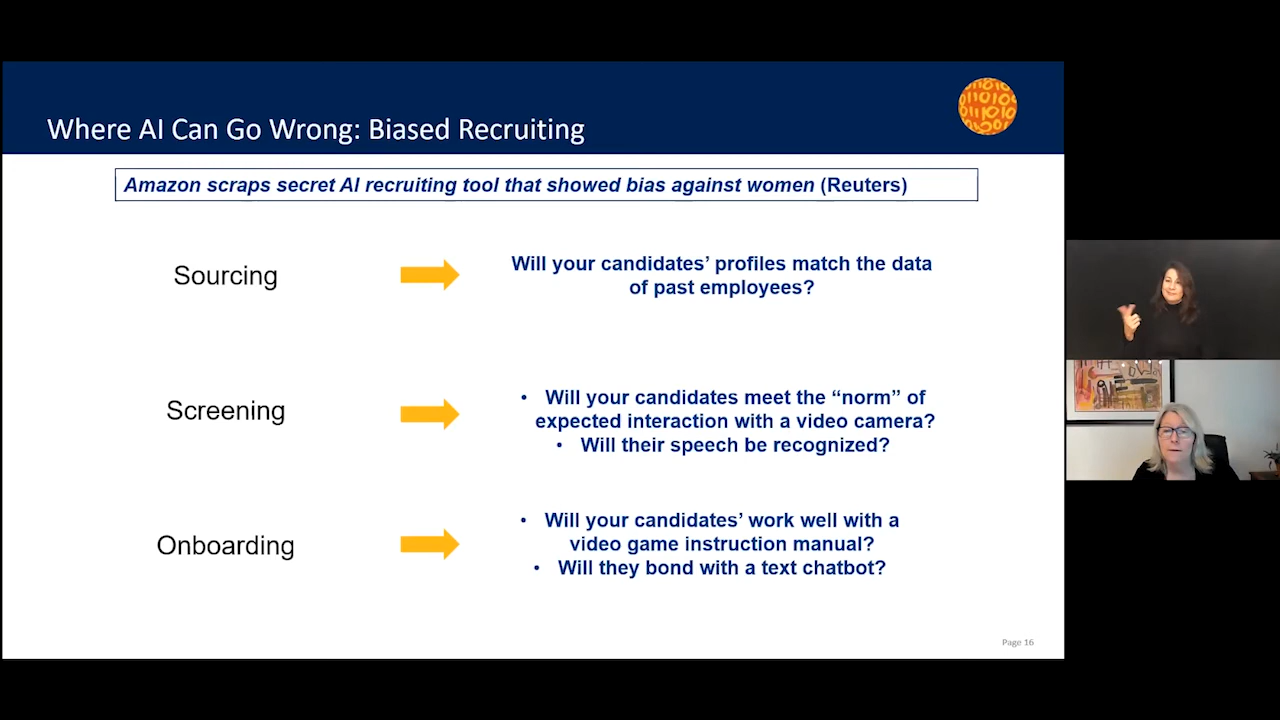 Where AI Can Go Wrong: Biased Recruiting
Amazon scraps secret AI recruiting tool that showed bias against women (Reuters)
Sourcing
Will your candidates’ profiles match the data
of past employees?
Screening
• Will your candidates meet the “norm” of
expected interaction with a video camera?
• Will their speech be recognized?
Onboarding
• Will your candidates’ work well with a
video game instruction manual?
• Will they bond with a text chatbot?
Page 16